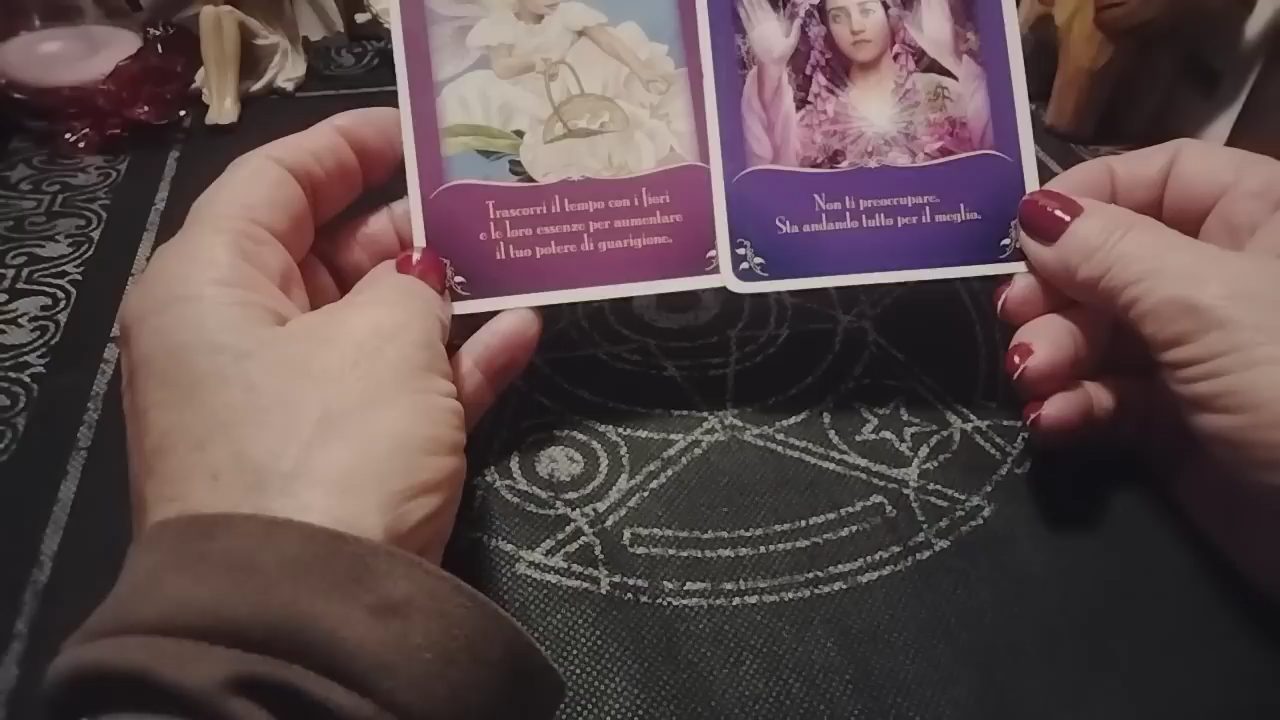 Trascorri il tempo con i fiori
e le loro essenze per aumentare
il tuo potere di guarigione.
Non ti preoccupare.
Sta andando tutto per il meglio.